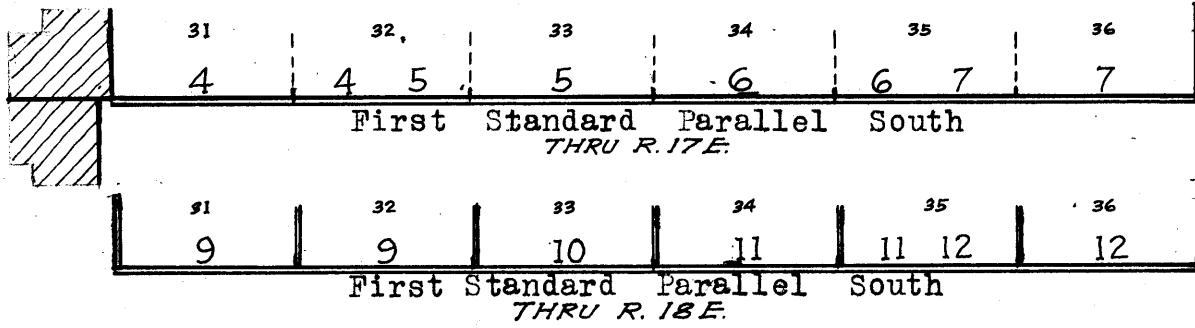 31 32. 33 34 35 36
4 4 5 5 6 6 7 7
First Standard Parallel South
THRU R. 17 E.
31 32 33 34 35 36
9 9 10 11 11 12 12
First Standard Parallel South
THRU R. 18 E.